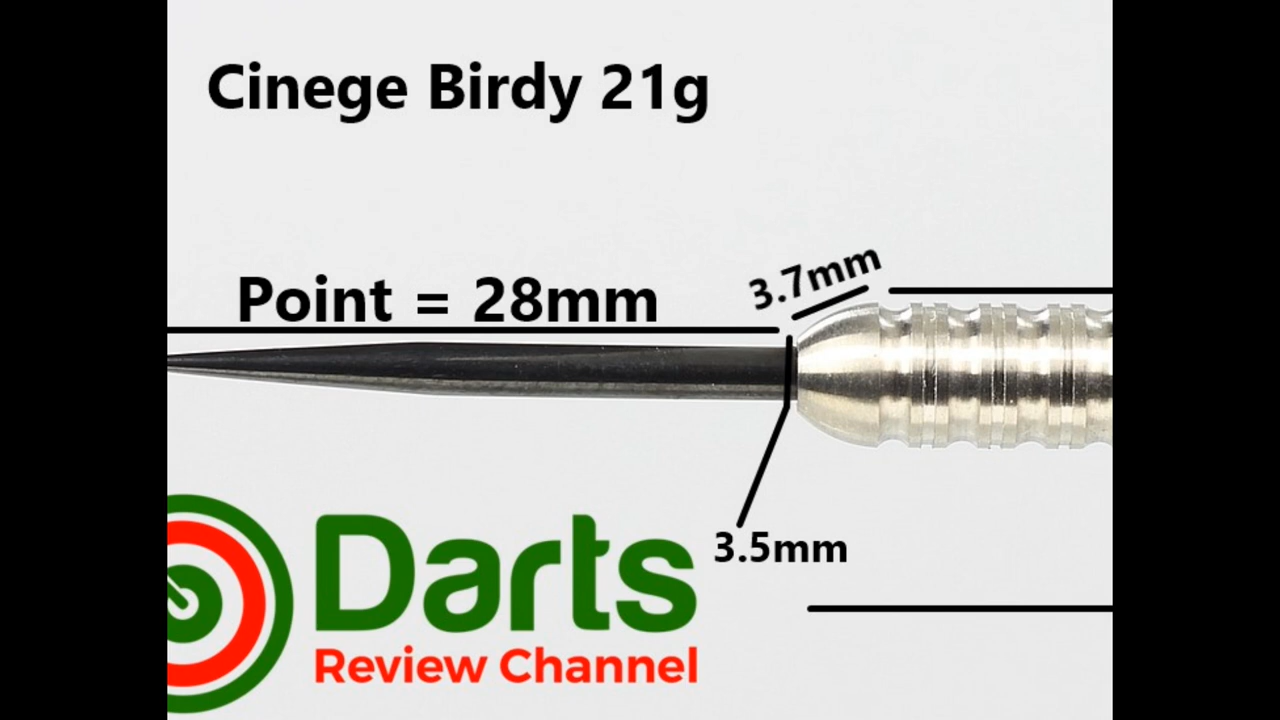 Cinege Birdy 21g
3.7mm
Point = 28mm
3.5mm
Darts
Review Channel